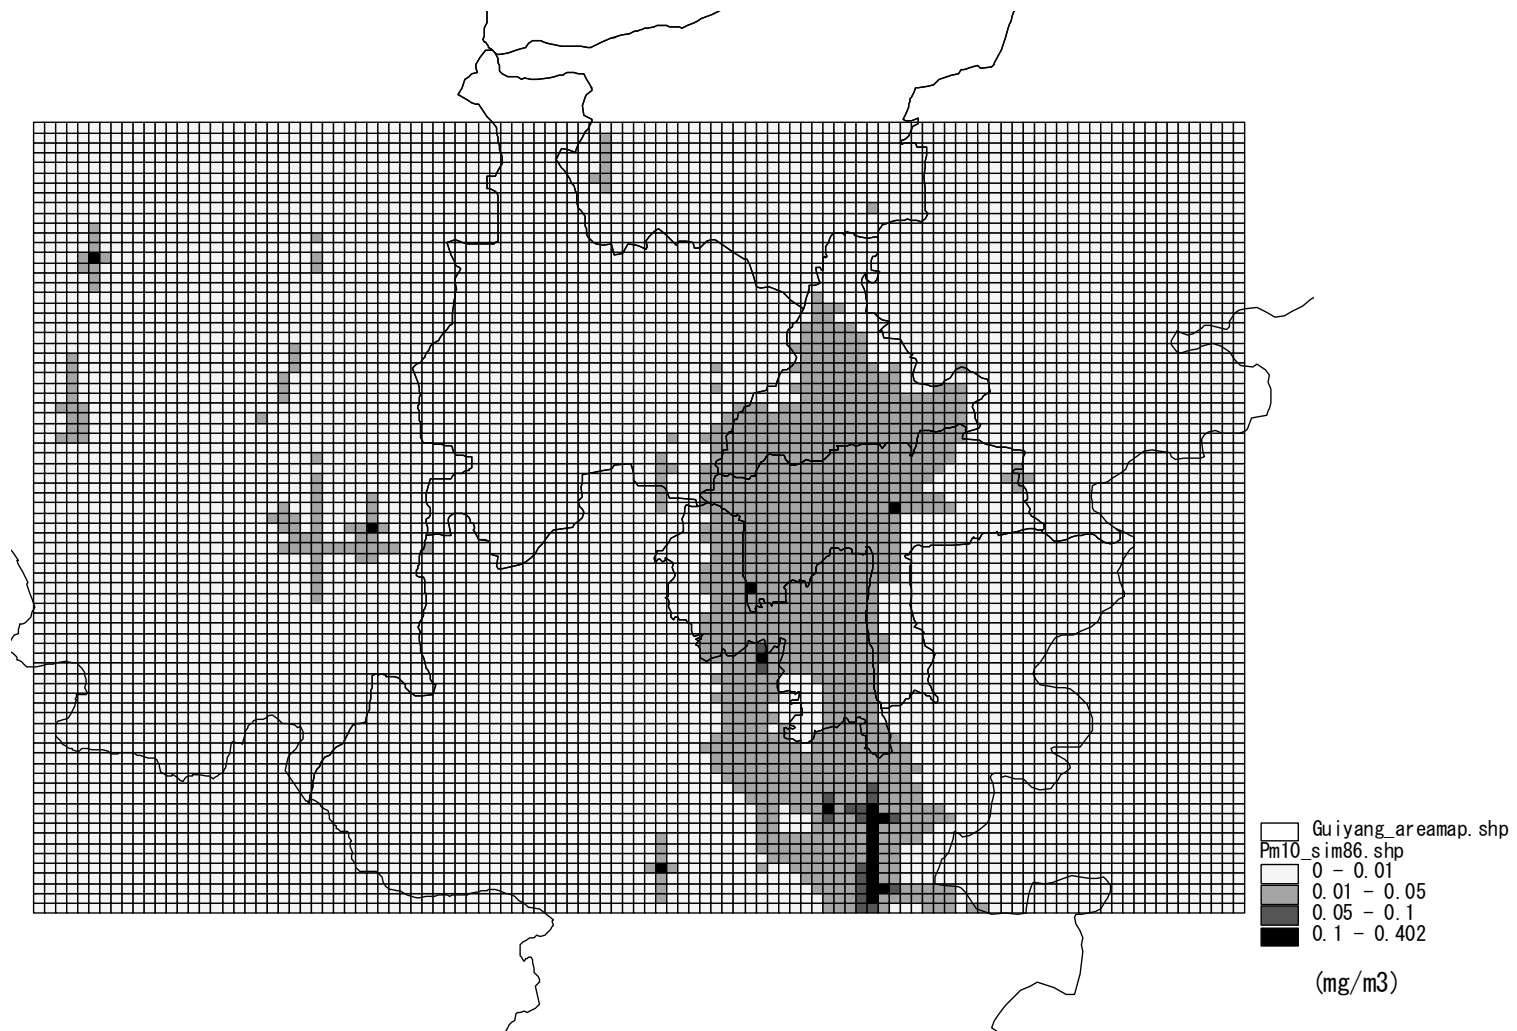 Guiyang_areamap.shp
Pm10_sim86.shp
0 - 0.01
0.01 - 0.05
0.05 - 0.1
0.1 - 0.402
(mg/m3)